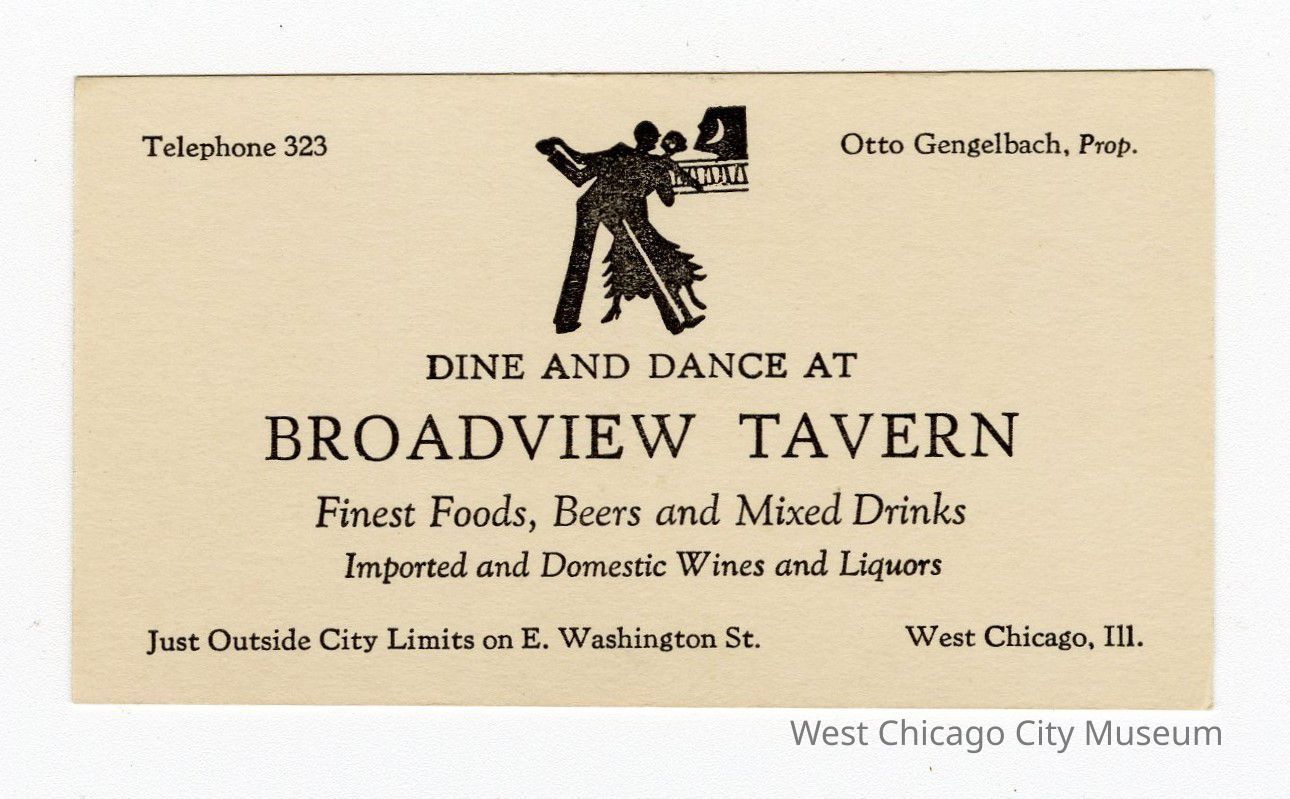 Telephone 323
Otto Gengelbach, Prop.
DINE AND DANCE AT
BROADVIEW TAVERN
Finest Foods, Beers and Mixed Drinks
Imported and Domestic Wines and Liquors
Just Outside City Limits on E. Washington St.
West Chicago, Ill.
West Chicago City Museum